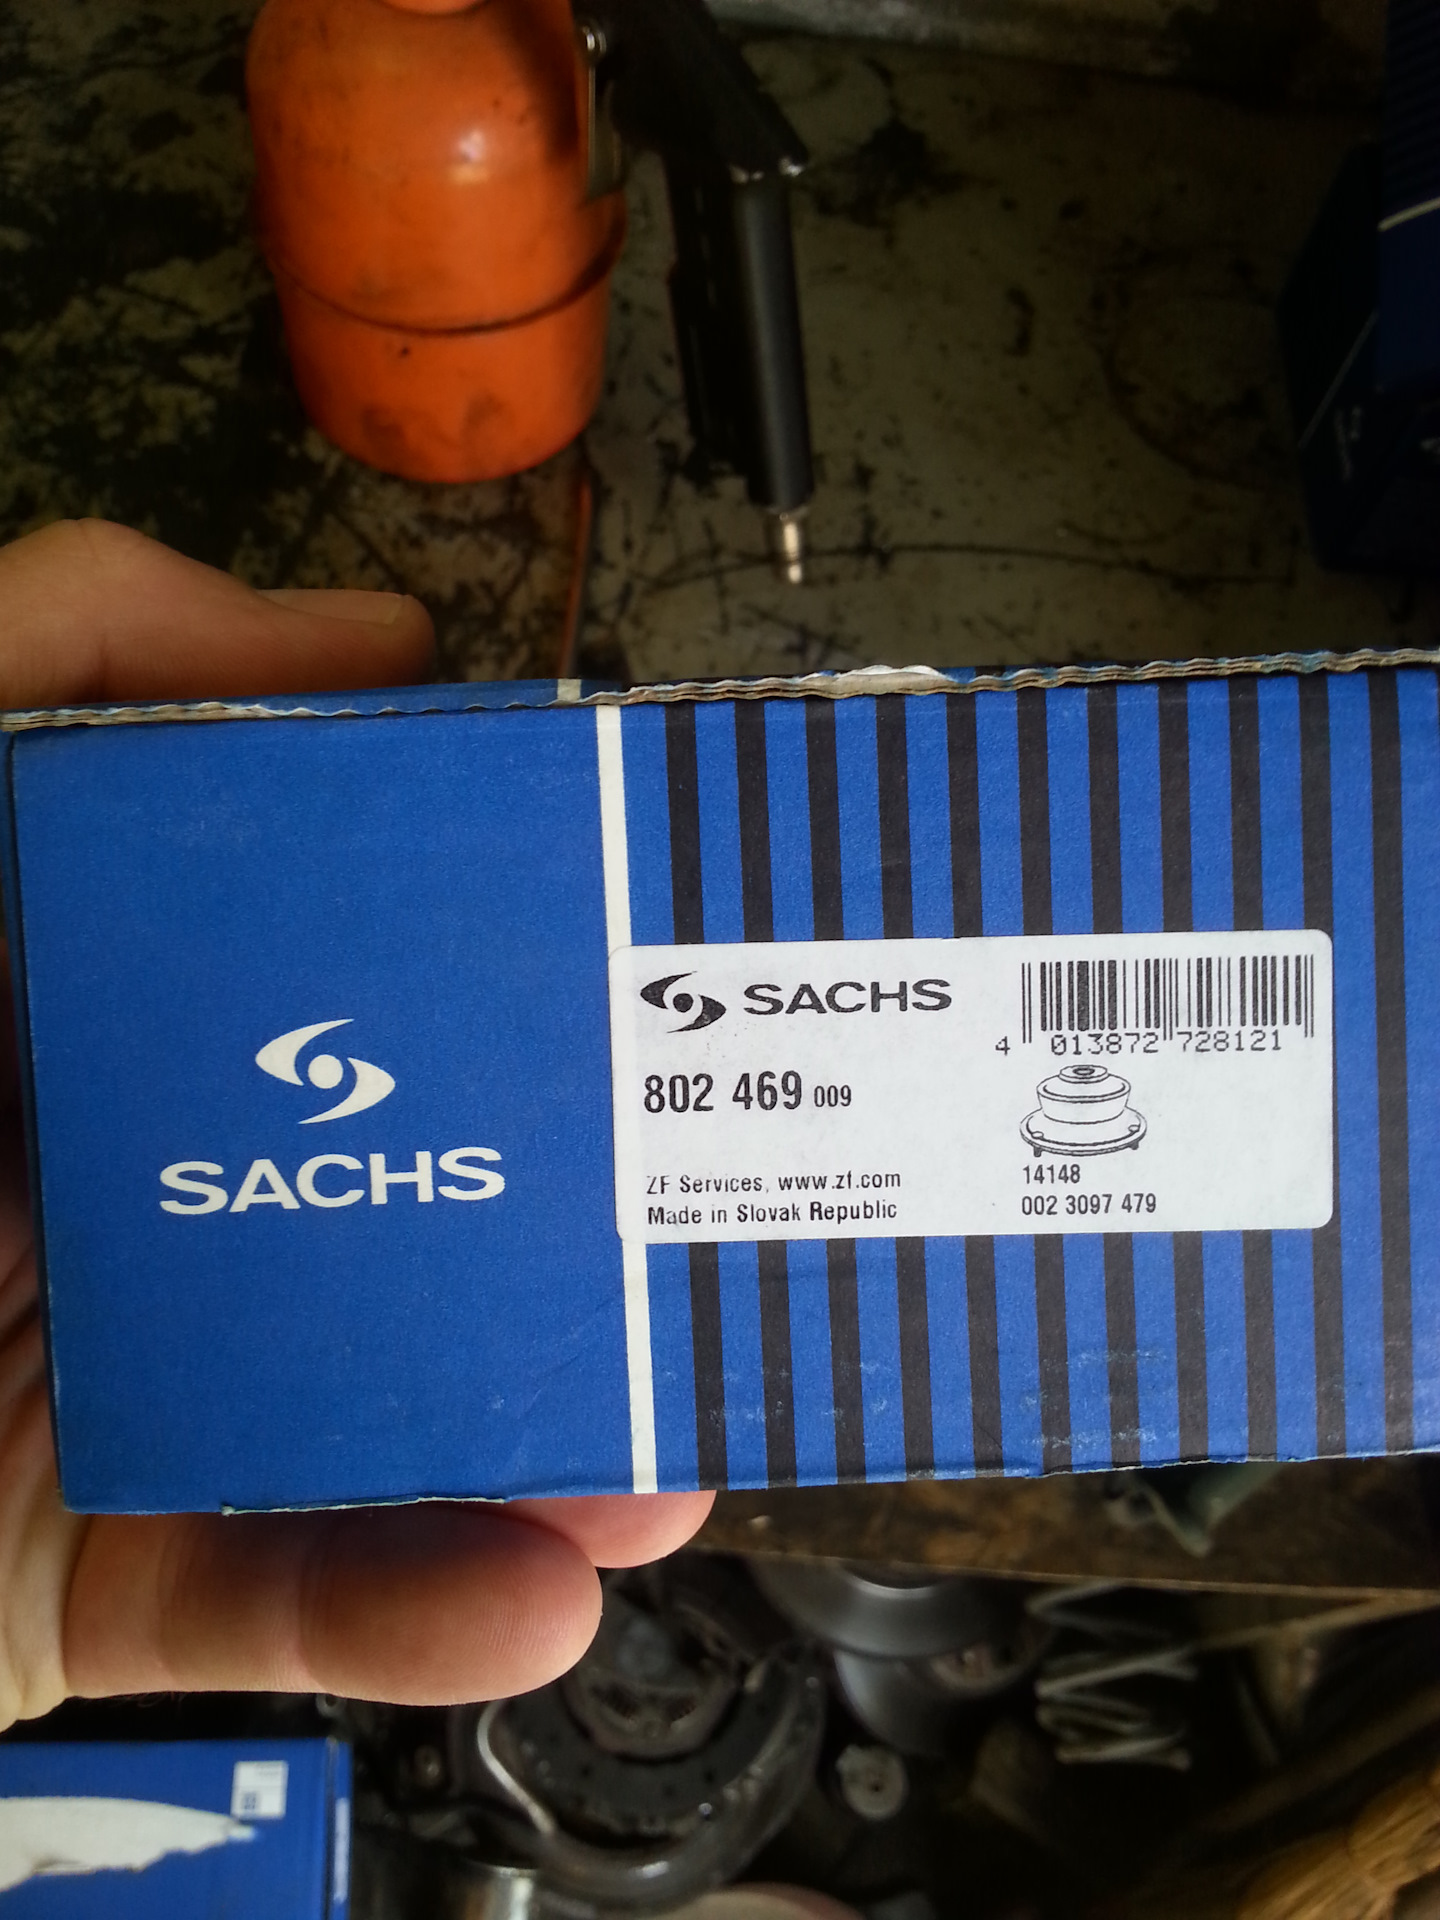 SACHS
SACHS
4 013872 728121
802 469 009
ZF Services, www.zf.com
Made in Slovak Republic
14148
002 3097 479